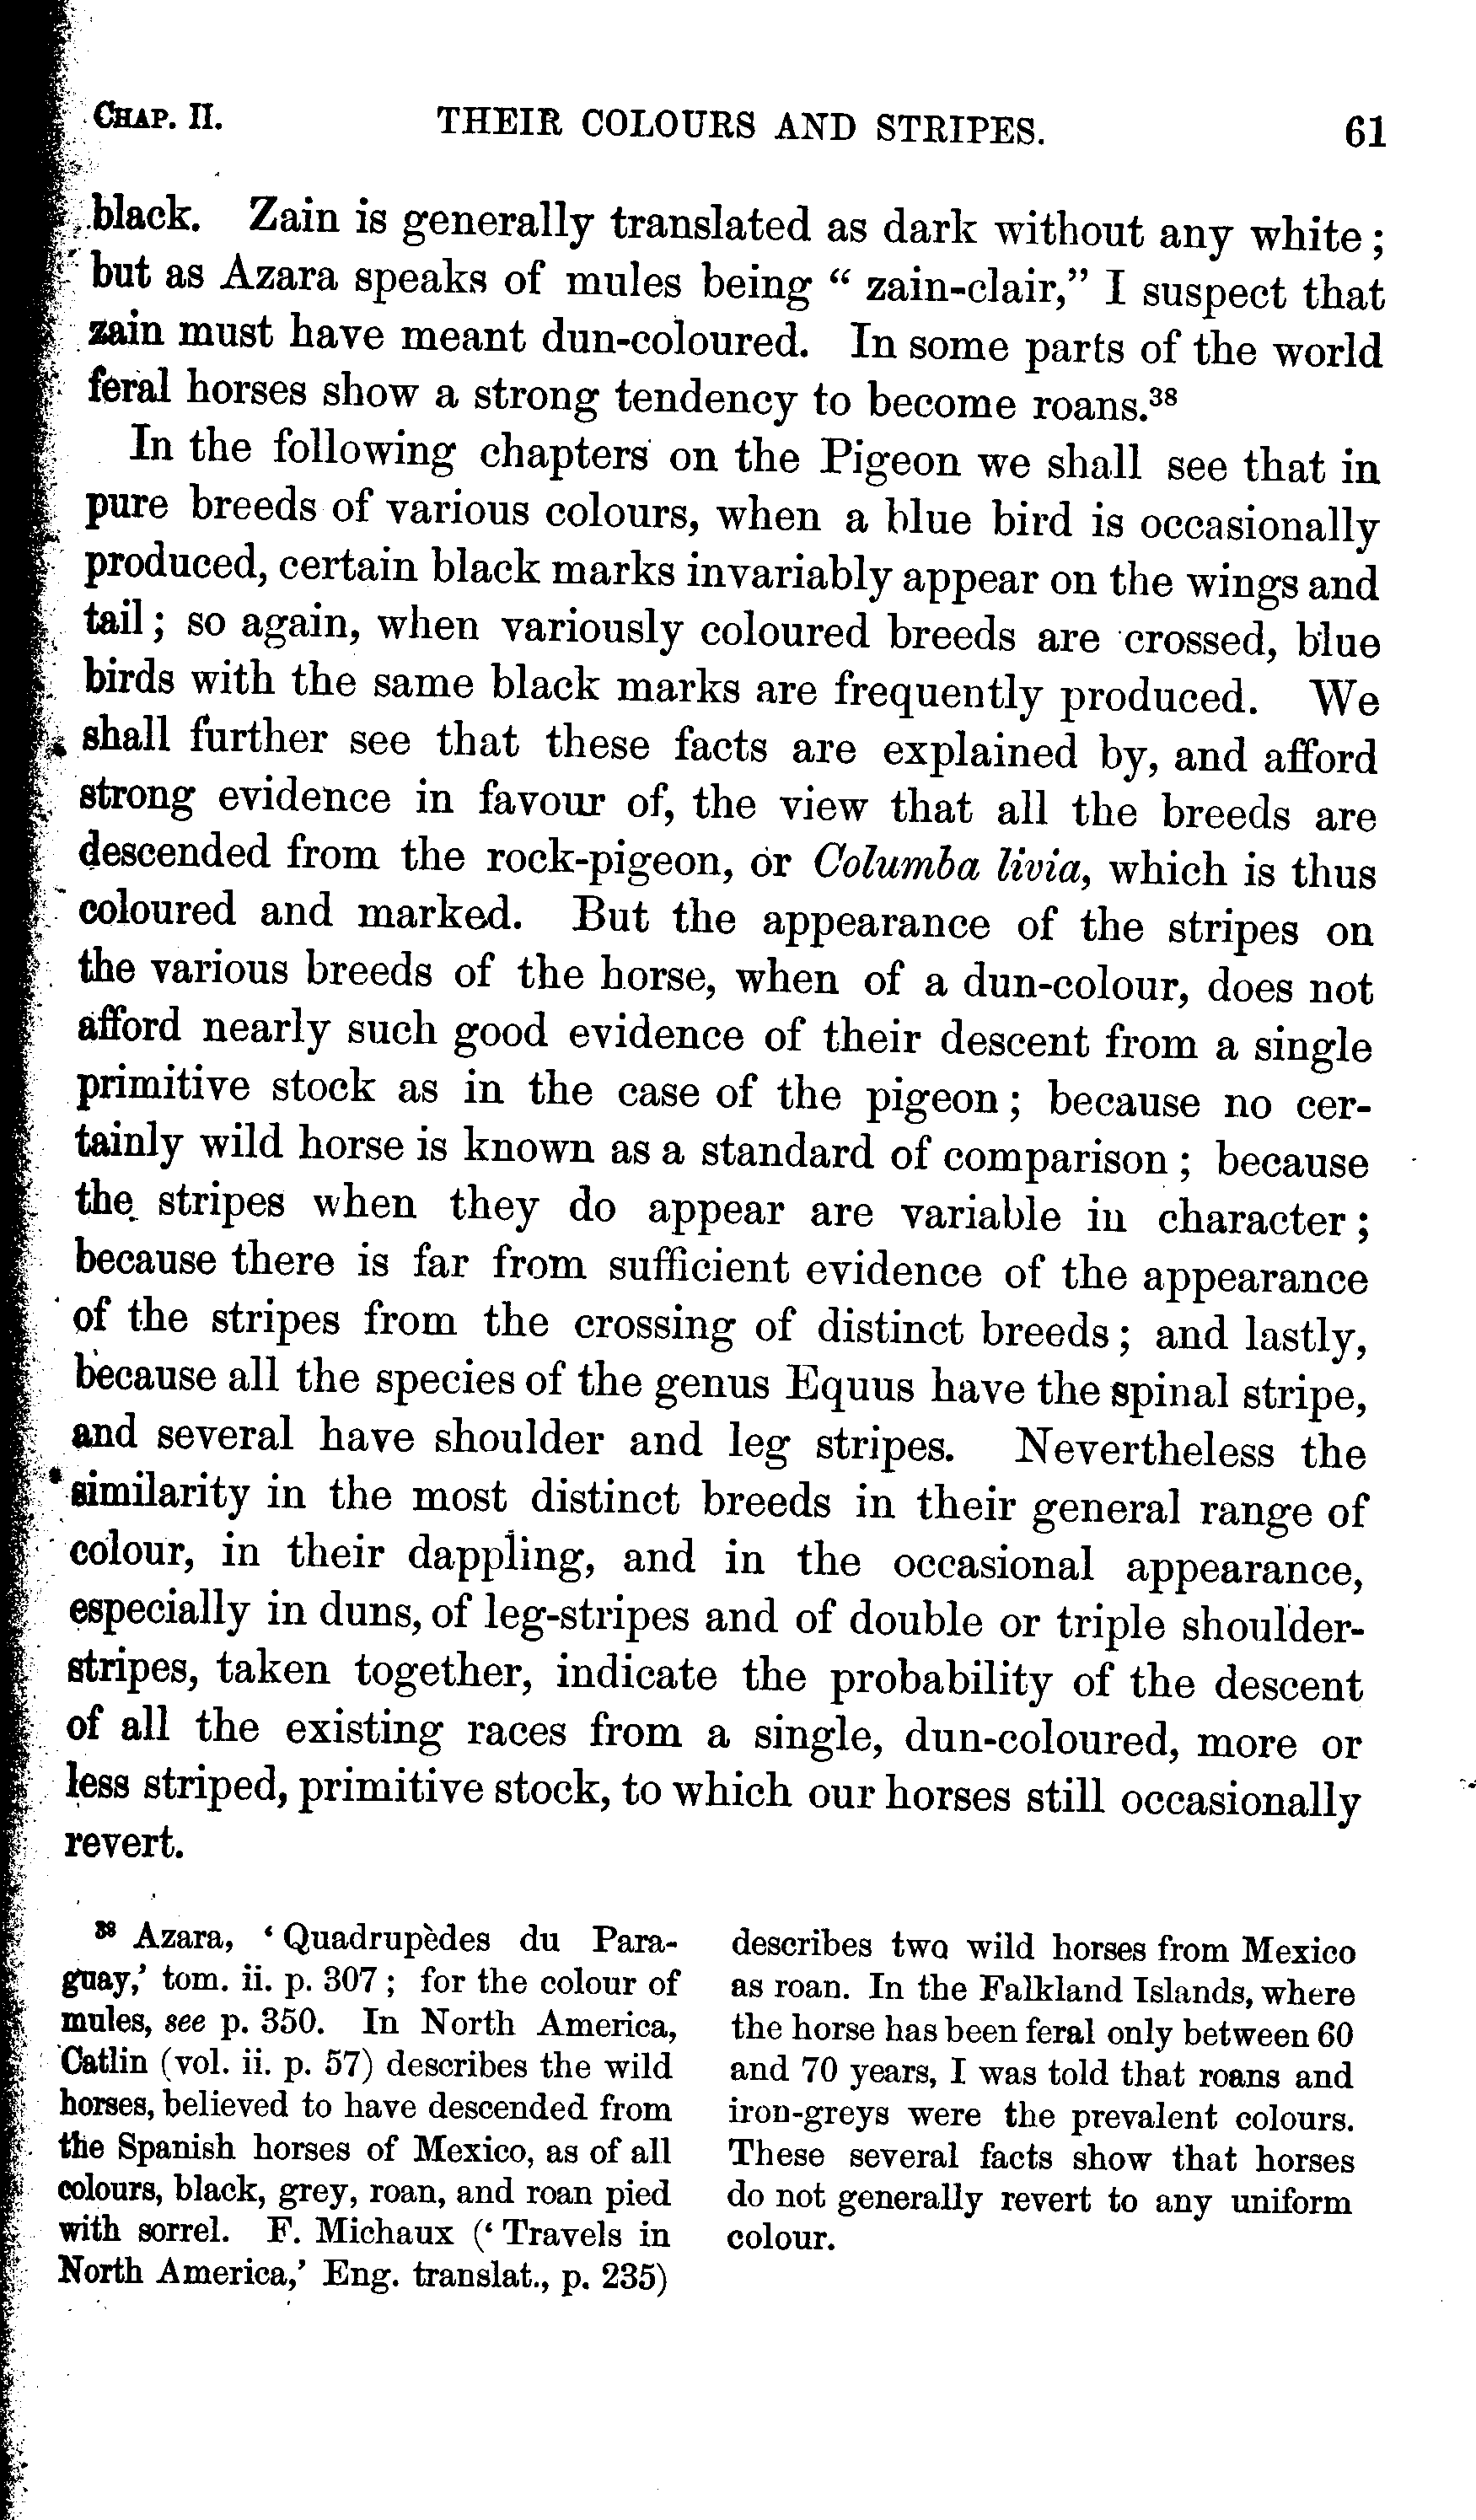 CHAP. II. THEIR COLOURS AND STRIPES. 61
black. Zain is generally translated as dark without any white;
but as Azara speaks of mules being “zain-clair,” I suspect that
zain must have meant dun-coloured. In some parts of the world
feral horses show a strong tendency to become roans.³⁸
In the following chapters on the Pigeon we shall see that in
pure breeds of various colours, when a blue bird is occasionally
produced, certain black marks invariably appear on the wings and
tail; so again, when variously coloured breeds are crossed, blue
birds with the same black marks are frequently produced. We
shall further see that these facts are explained by, and afford
strong evidence in favour of, the view that all the breeds are
descended from the rock-pigeon, or Columba livia, which is thus
coloured and marked. But the appearance of the stripes on
the various breeds of the horse, when of a dun-colour, does not
afford nearly such good evidence of their descent from a single
primitive stock as in the case of the pigeon; because no cer-
tainly wild horse is known as a standard of comparison; because
the stripes when they do appear are variable in character;
because there is far from sufficient evidence of the appearance
of the stripes from the crossing of distinct breeds; and lastly,
because all the species of the genus Equus have the spinal stripe,
and several have shoulder and leg stripes. Nevertheless the
similarity in the most distinct breeds in their general range of
colour, in their dappling, and in the occasional appearance,
especially in duns, of leg-stripes and of double or triple shoulder-
stripes, taken together, indicate the probability of the descent
of all the existing races from a single, dun-coloured, more or
less striped, primitive stock, to which our horses still occasionally
revert.
³⁸ Azara, ‘Quadrupèdes du Para-
guay,’ tom. ii. p. 307; for the colour of
mules, see p. 350. In North America,
Catlin (vol. ii. p. 57) describes the wild
horses, believed to have descended from
the Spanish horses of Mexico, as of all
colours, black, grey, roan, and roan pied
with sorrel. F. Michaux (‘Travels in
North America,’ Eng. translat., p. 235)
describes two wild horses from Mexico
as roan. In the Falkland Islands, where
the horse has been feral only between 60
and 70 years, I was told that roans and
iron-greys were the prevalent colours.
These several facts show that horses
do not generally revert to any uniform
colour.